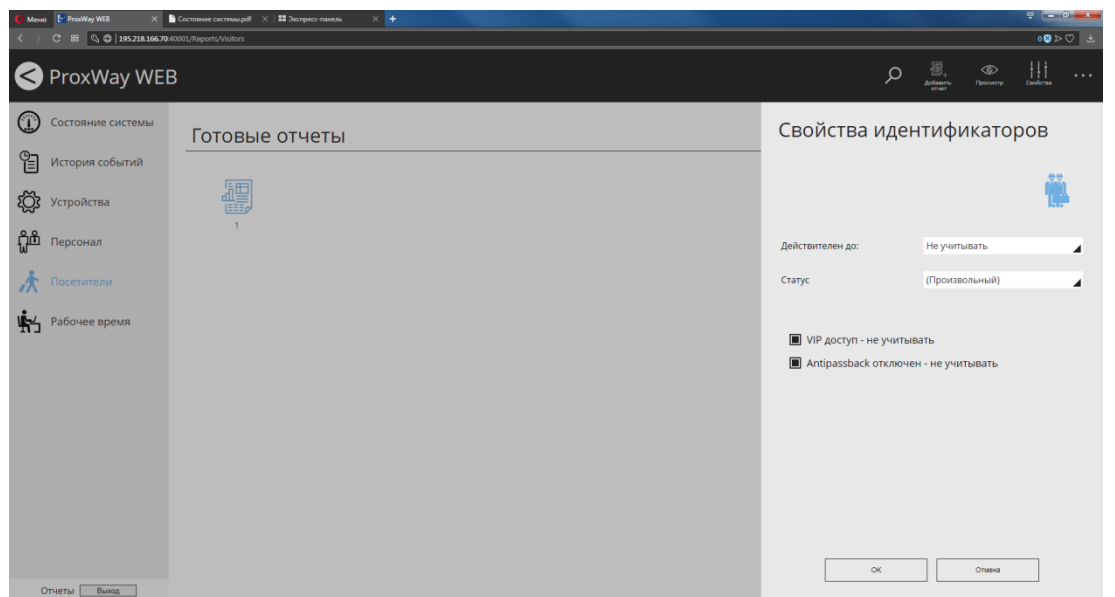 Меню ProxWay WEB Состояние системы.pdf Экспресс-панель
195.218.166.70:40001/Reports/Visitors 0
ProxWay WEB
Добавить отчет Просмотр Свойства
Состояние системы
История событий
Устройства
Персонал
Посетители
Рабочее время
Отчеты Выход
Готовые отчеты
1
Свойства идентификаторов
Действителен до: Не учитывать
Статус (Произвольный)
VIP доступ - не учитывать
Antipassback отключен - не учитывать
OK Отмена